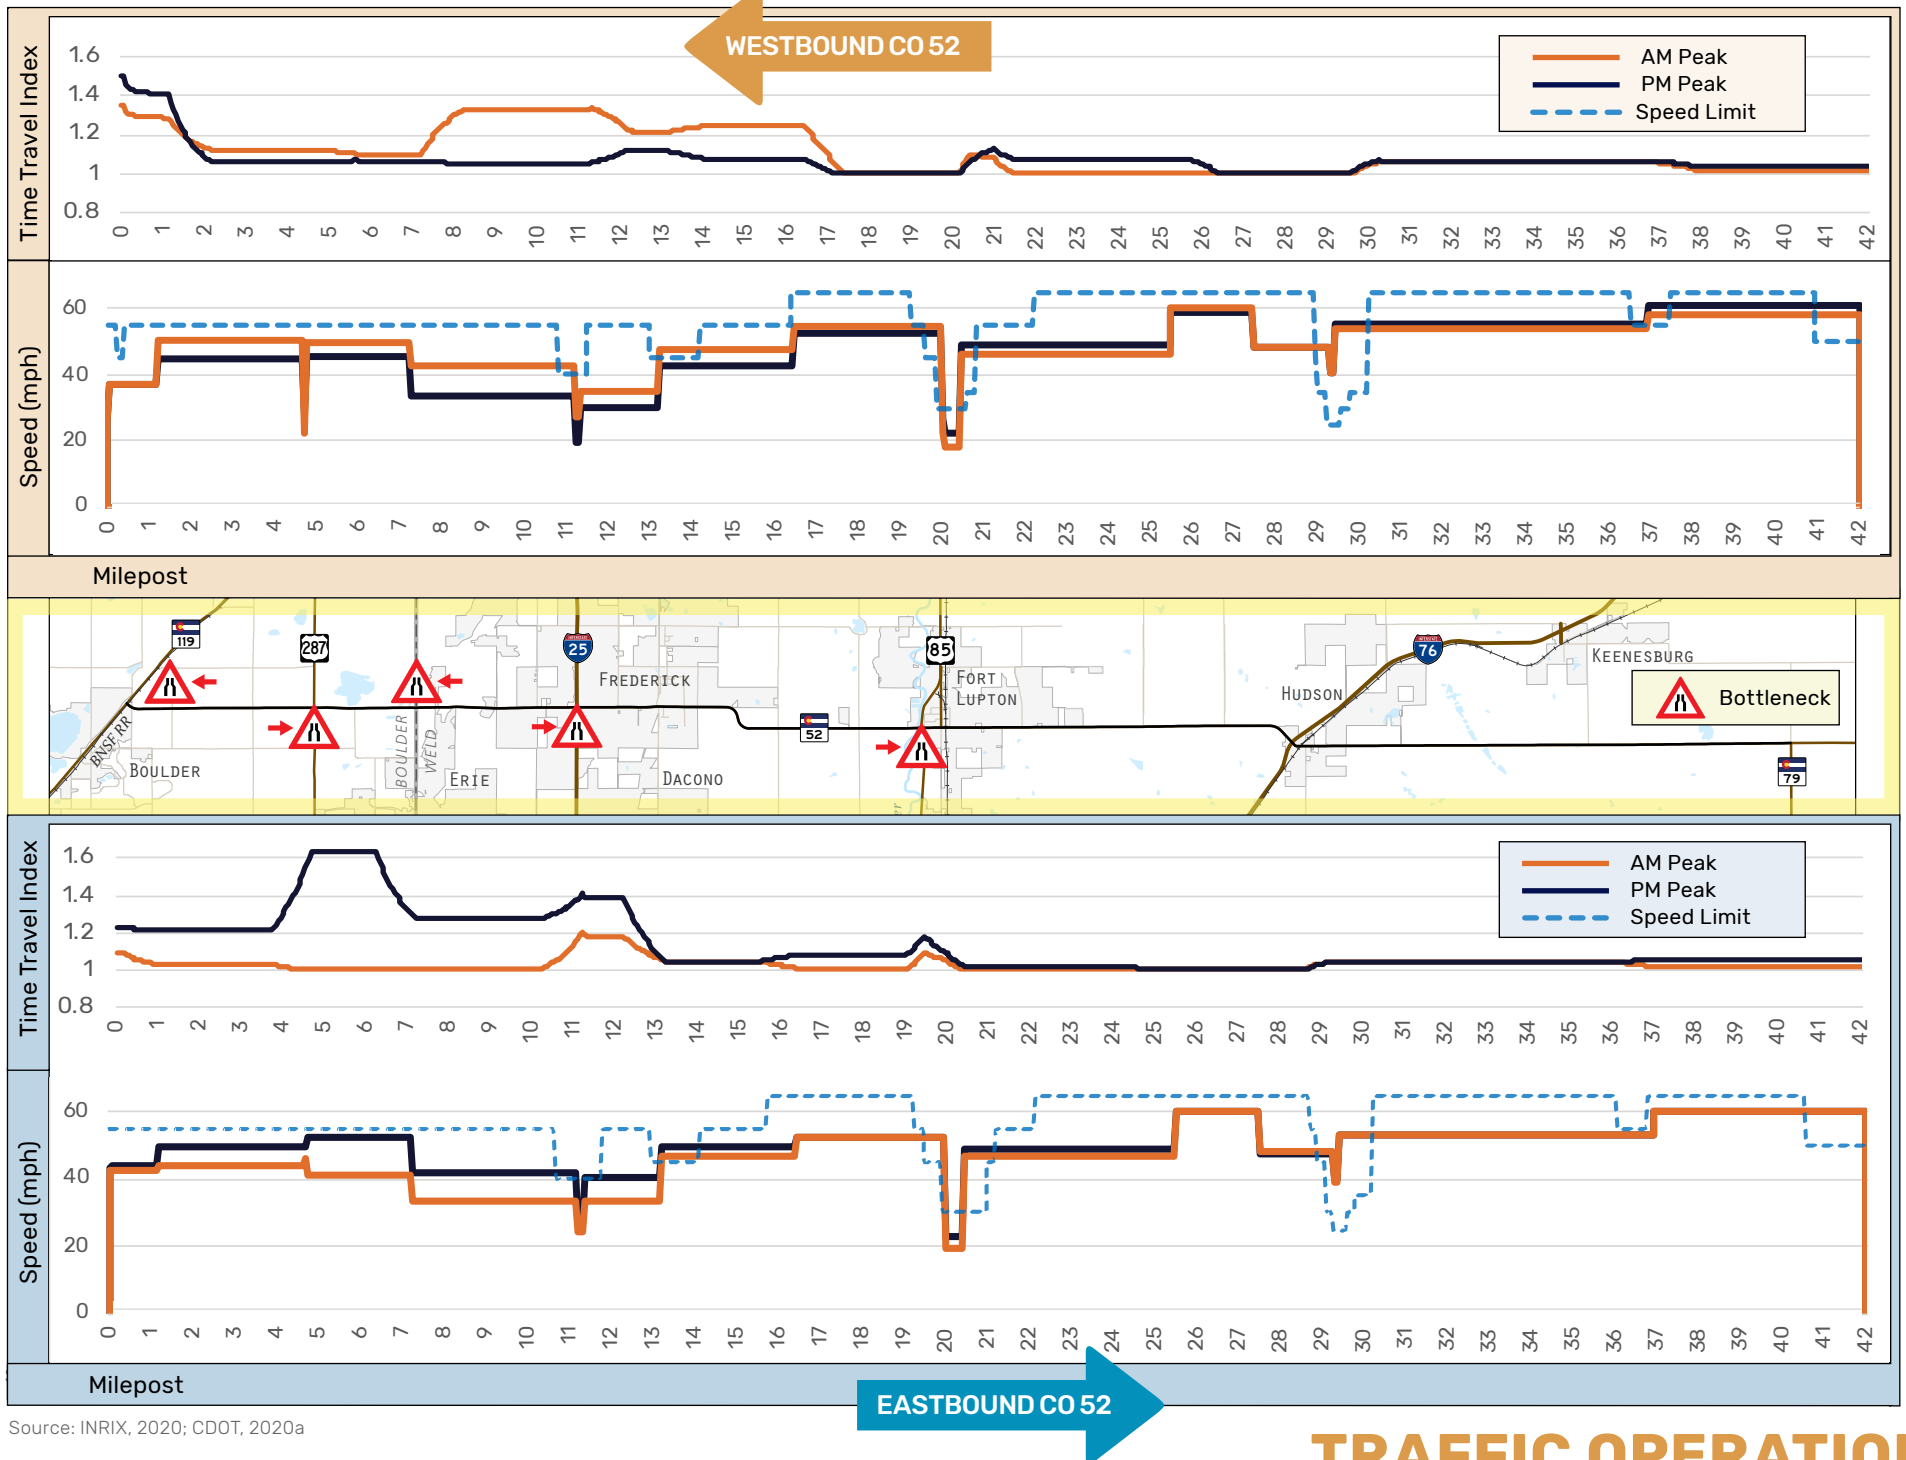 WESTBOUND CO 52
Time Travel Index
1.6
1.4
1.2
1
0.8
AM Peak
PM Peak
Speed Limit
0 1 2 3 4 5 6 7 8 9 10 11 12 13 14 15 16 17 18 19 20 21 22 23 24 25 26 27 28 29 30 31 32 33 34 35 36 37 38 39 40 41 42
Speed (mph)
60
40
20
0
0 1 2 3 4 5 6 7 8 9 10 11 12 13 14 15 16 17 18 19 20 21 22 23 24 25 26 27 28 29 30 31 32 33 34 35 36 37 38 39 40 41 42
Milepost
119
287
INTERSTATE
25
85
INTERSTATE
76
KEENESBURG
FREDERICK
FORT
LUPTON
HUDSON
Bottleneck
52
BNSF RR
BOULDER
BOULDER
WELD
ERIE
DACONO
79
Time Travel Index
1.6
1.4
1.2
1
0.8
AM Peak
PM Peak
Speed Limit
0 1 2 3 4 5 6 7 8 9 10 11 12 13 14 15 16 17 18 19 20 21 22 23 24 25 26 27 28 29 30 31 32 33 34 35 36 37 38 39 40 41 42
Speed (mph)
60
40
20
0
0 1 2 3 4 5 6 7 8 9 10 11 12 13 14 15 16 17 18 19 20 21 22 23 24 25 26 27 28 29 30 31 32 33 34 35 36 37 38 39 40 41 42
Milepost
EASTBOUND CO 52
Source: INRIX, 2020; CDOT, 2020a
TRAFFIC OPERATION